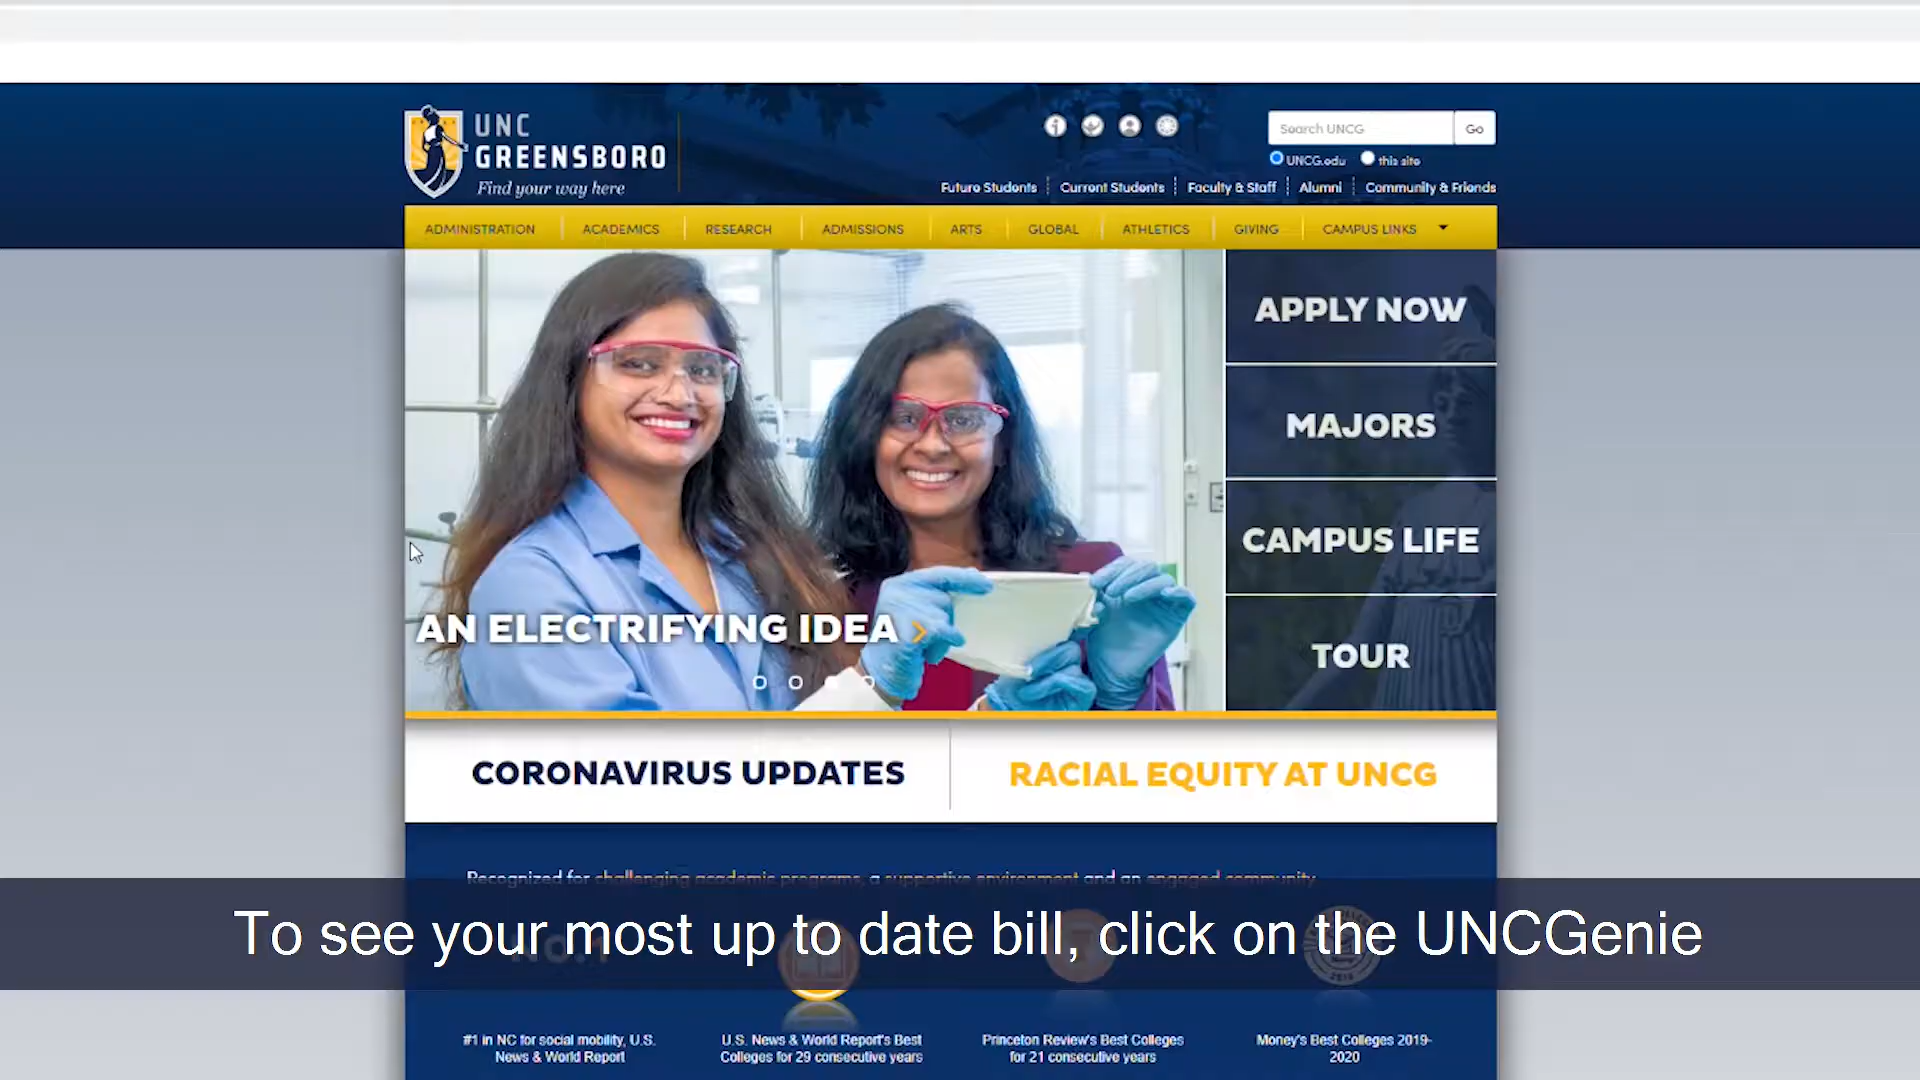 UNC
GREENSBORO
Find your way here
Search UNCG
Go
UNCG.edu
this site
Future Students
Current Students
Faculty & Staff
Alumni
Community & Friends
ADMINISTRATION
ACADEMICS
RESEARCH
ADMISSIONS
ARTS
GLOBAL
ATHLETICS
GIVING
CAMPUS LINKS
APPLY NOW
MAJORS
CAMPUS LIFE
TOUR
AN ELECTRIFYING IDEA >
CORONAVIRUS UPDATES
RACIAL EQUITY AT UNCG
Recognized for challenging academic programs, a supportive environment and an engaged community.
To see your most up to date bill, click on the UNCGenie
NO. 1
#1 in NC for social mobility, U.S.
News & World Report
U.S. News & World Report's Best
Colleges for 29 consecutive years
Princeton Review's Best Colleges
for 21 consecutive years
Money's Best Colleges 2019-
2020